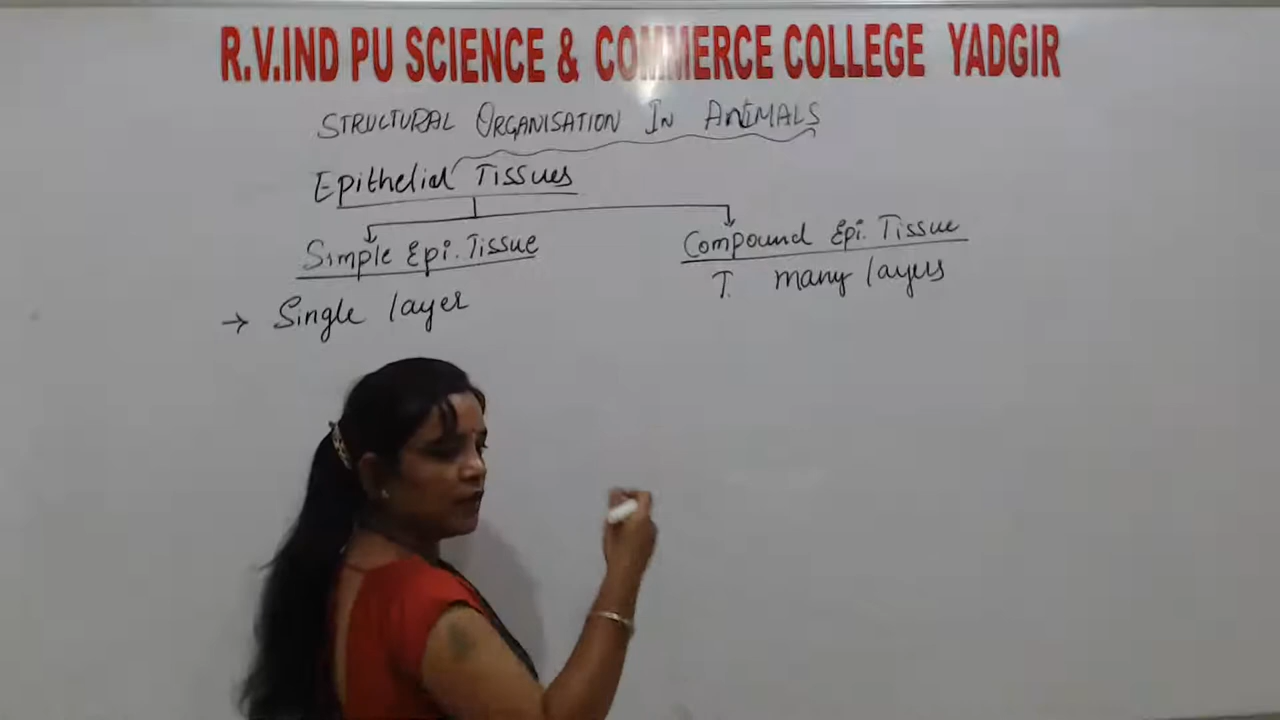 R.V.IND PU SCIENCE & COMMERCE COLLEGE YADGIR
STRUCTURAL ORGANISATION IN ANIMALS
Epithelial Tissues
Simple Epi. Tissue
Compound Epi. Tissue
→ Single layer
T. many layers